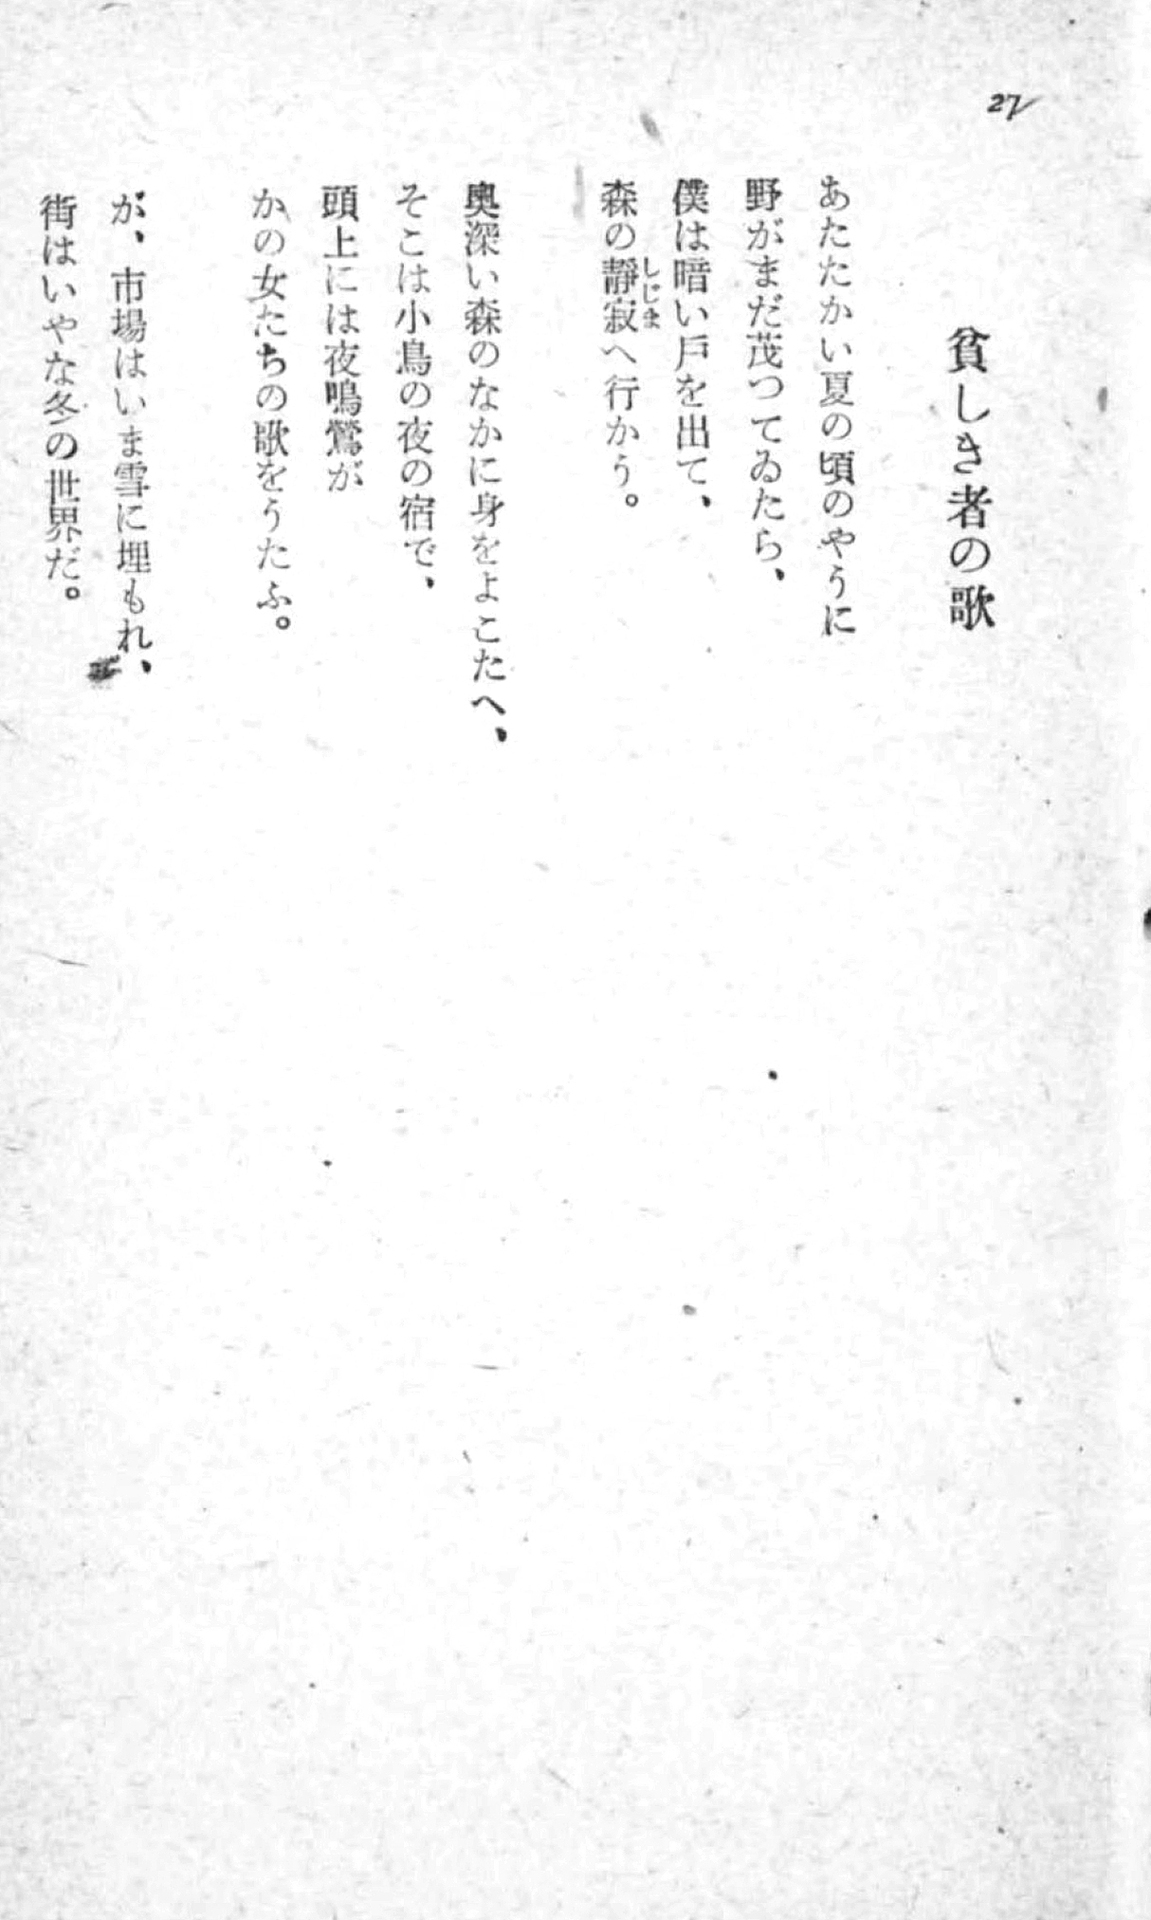 27
貧しき者の歌
あたたかい夏の頃のやうに
野がまだ茂つてゐたら、
僕は暗い戸を出て、
森の靜寂へ行かう。
しじま
奧深い森のなかに身をよこたへ、
そこは小鳥の夜の宿で、
頭上には夜鳴鶯が
かの女たちの歌をうたふ。
が、市場はいま雪に埋もれ、
街はいやな冬の世界だ。